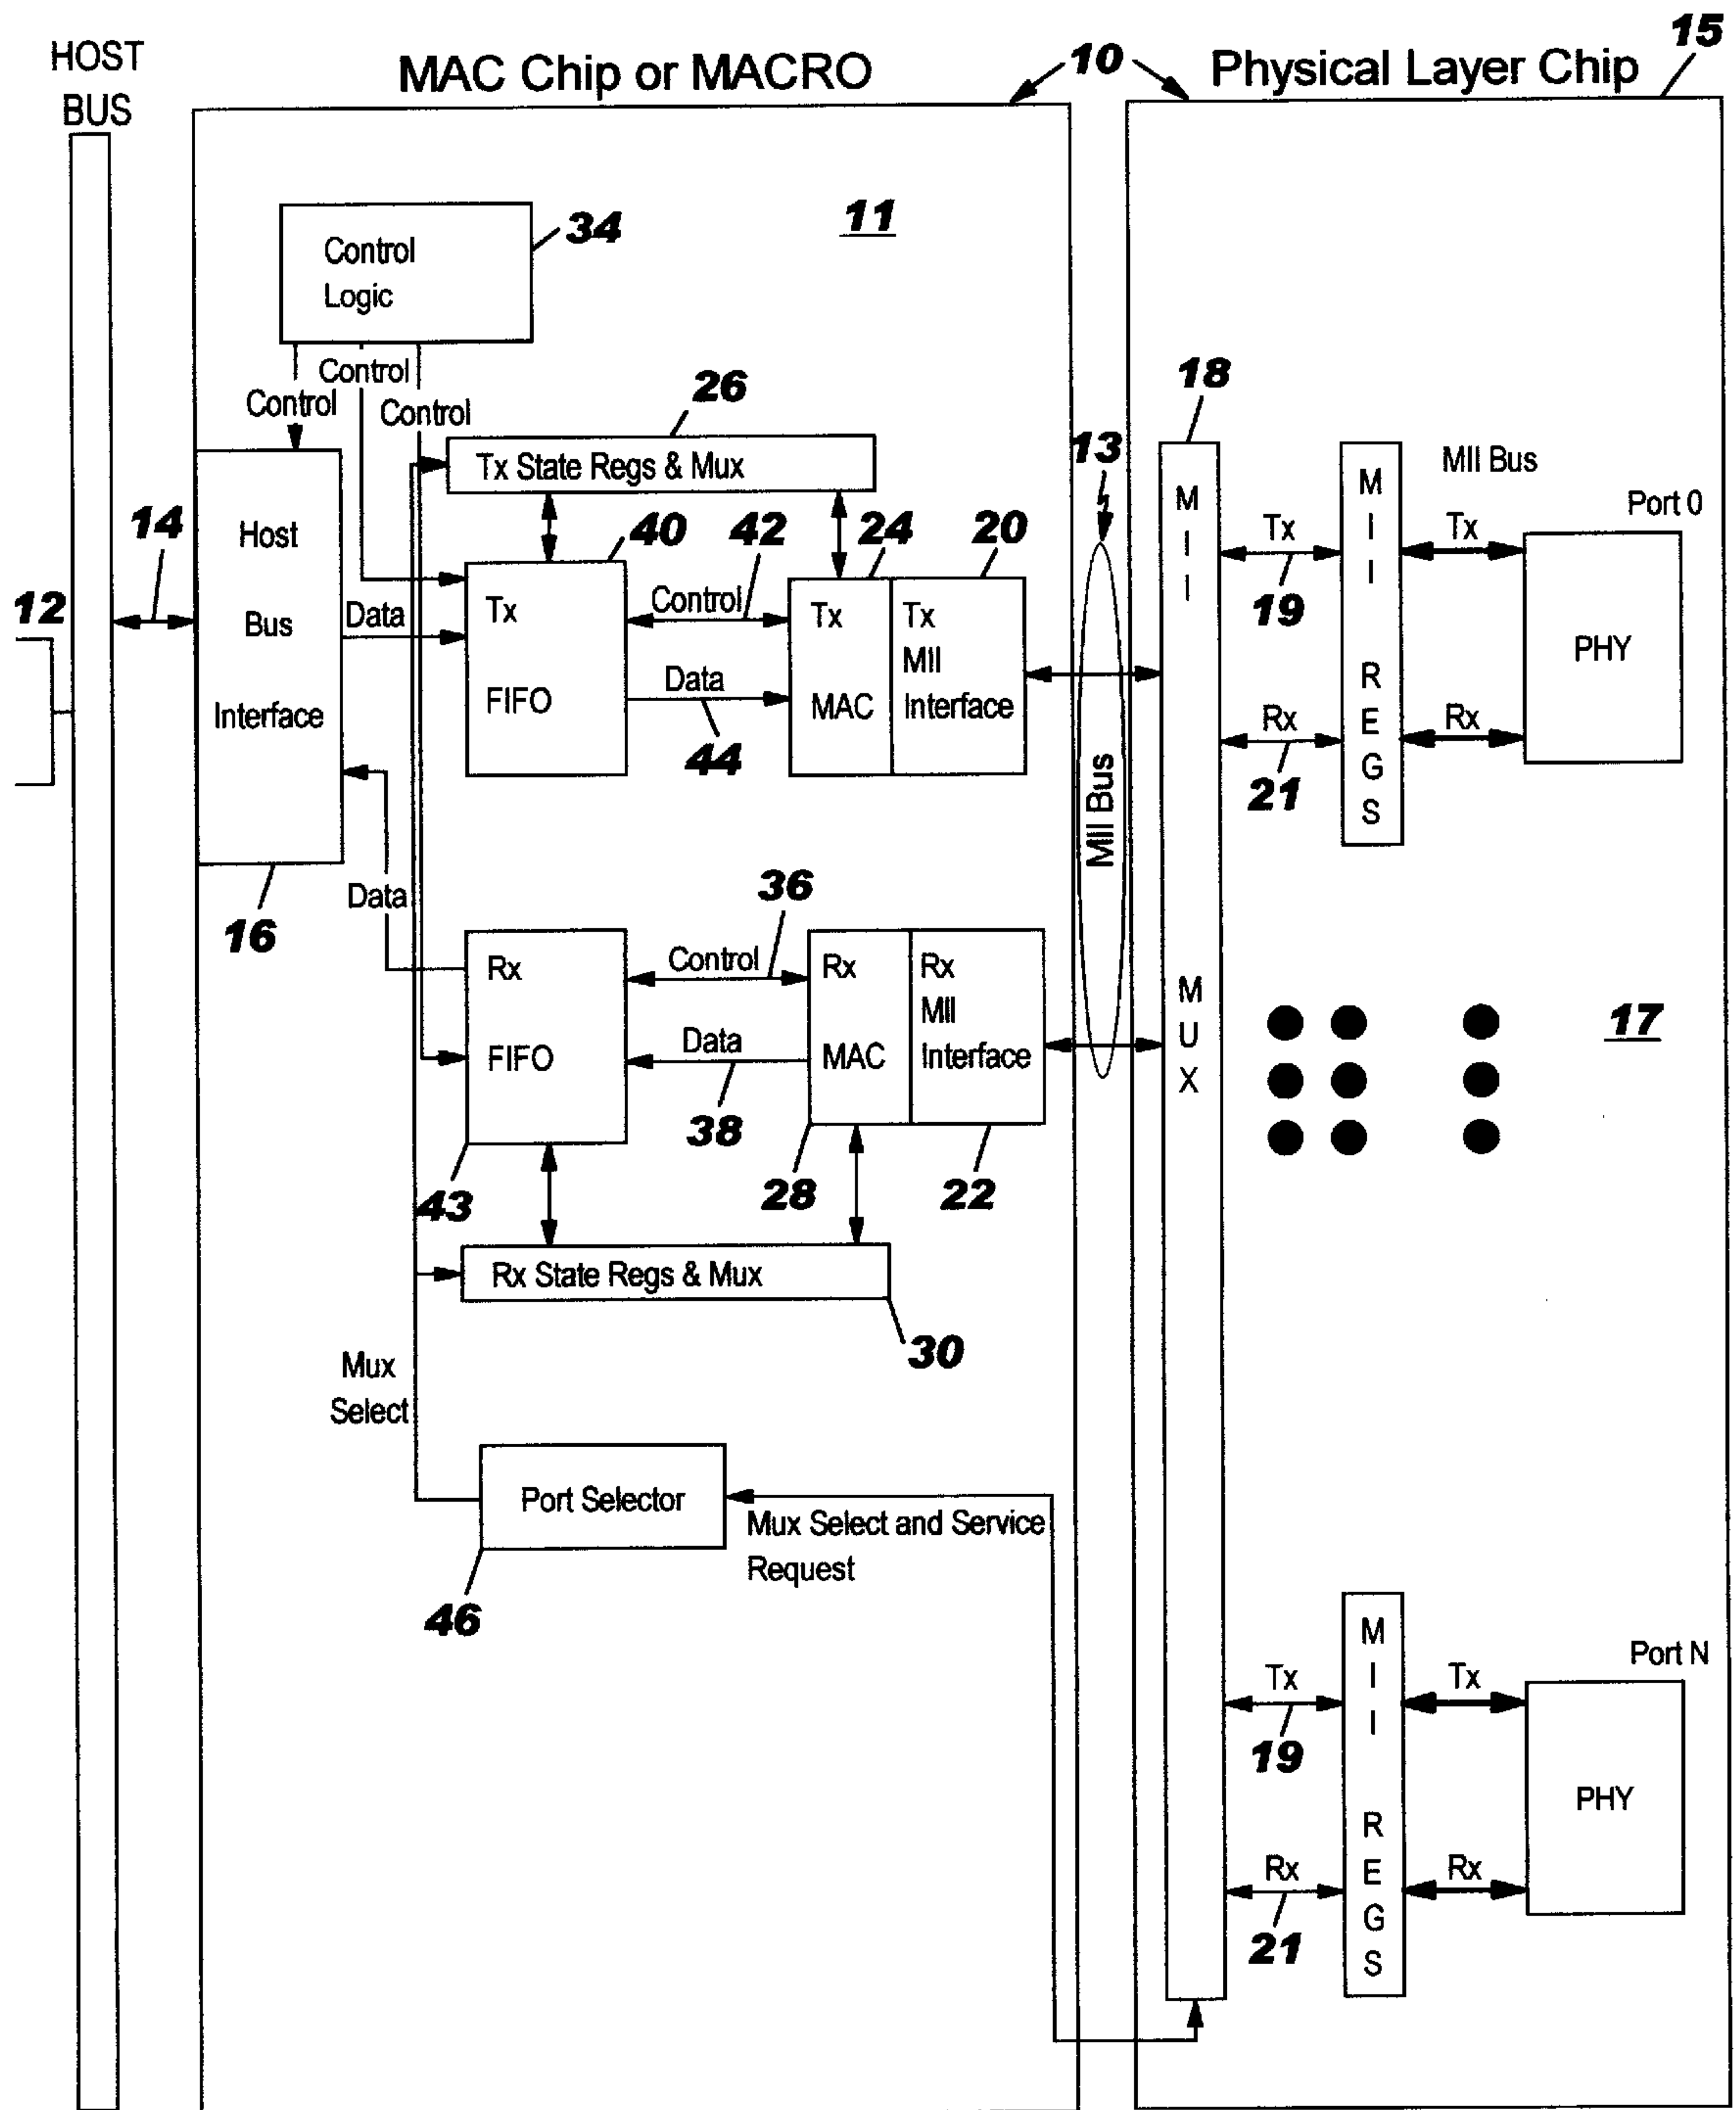 HOST
BUS
MAC Chip or MACRO
10
Physical Layer Chip
15
11
Control
Logic
34
Control
Control
Control
26
Tx State Regs & Mux
18
13
MII Bus
Port 0
14
Host
Bus
Interface
12
Data
40
Tx
FIFO
42
Control
Data
44
24
Tx
MAC
20
Tx
MII
Interface
MII Bus
M
I
I
M
U
X
Tx
19
Rx
21
M
I
I
R
E
G
S
Tx
Rx
PHY
16
Data
Rx
FIFO
43
36
Control
Data
38
Rx
MAC
28
Rx
MII
Interface
22
17
Rx State Regs & Mux
30
Mux
Select
Port Selector
46
Mux Select and Service
Request
Port N
Tx
19
Rx
21
M
I
I
R
E
G
S
Tx
Rx
PHY